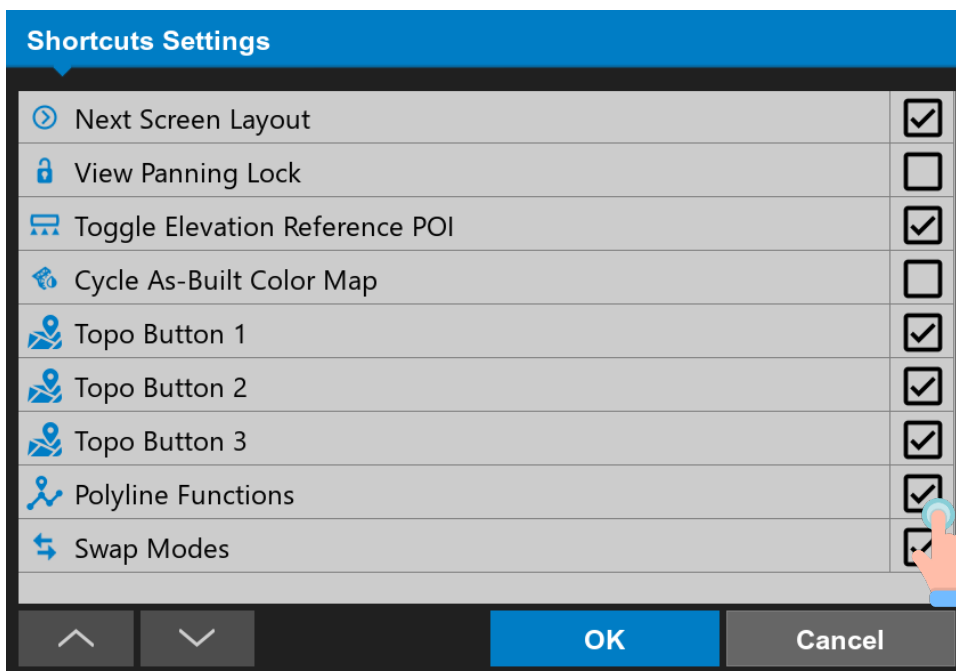 Shortcuts Settings
Next Screen Layout
View Panning Lock
Toggle Elevation Reference POI
Cycle As-Built Color Map
Topo Button 1
Topo Button 2
Topo Button 3
Polyline Functions
Swap Modes
OK Cancel